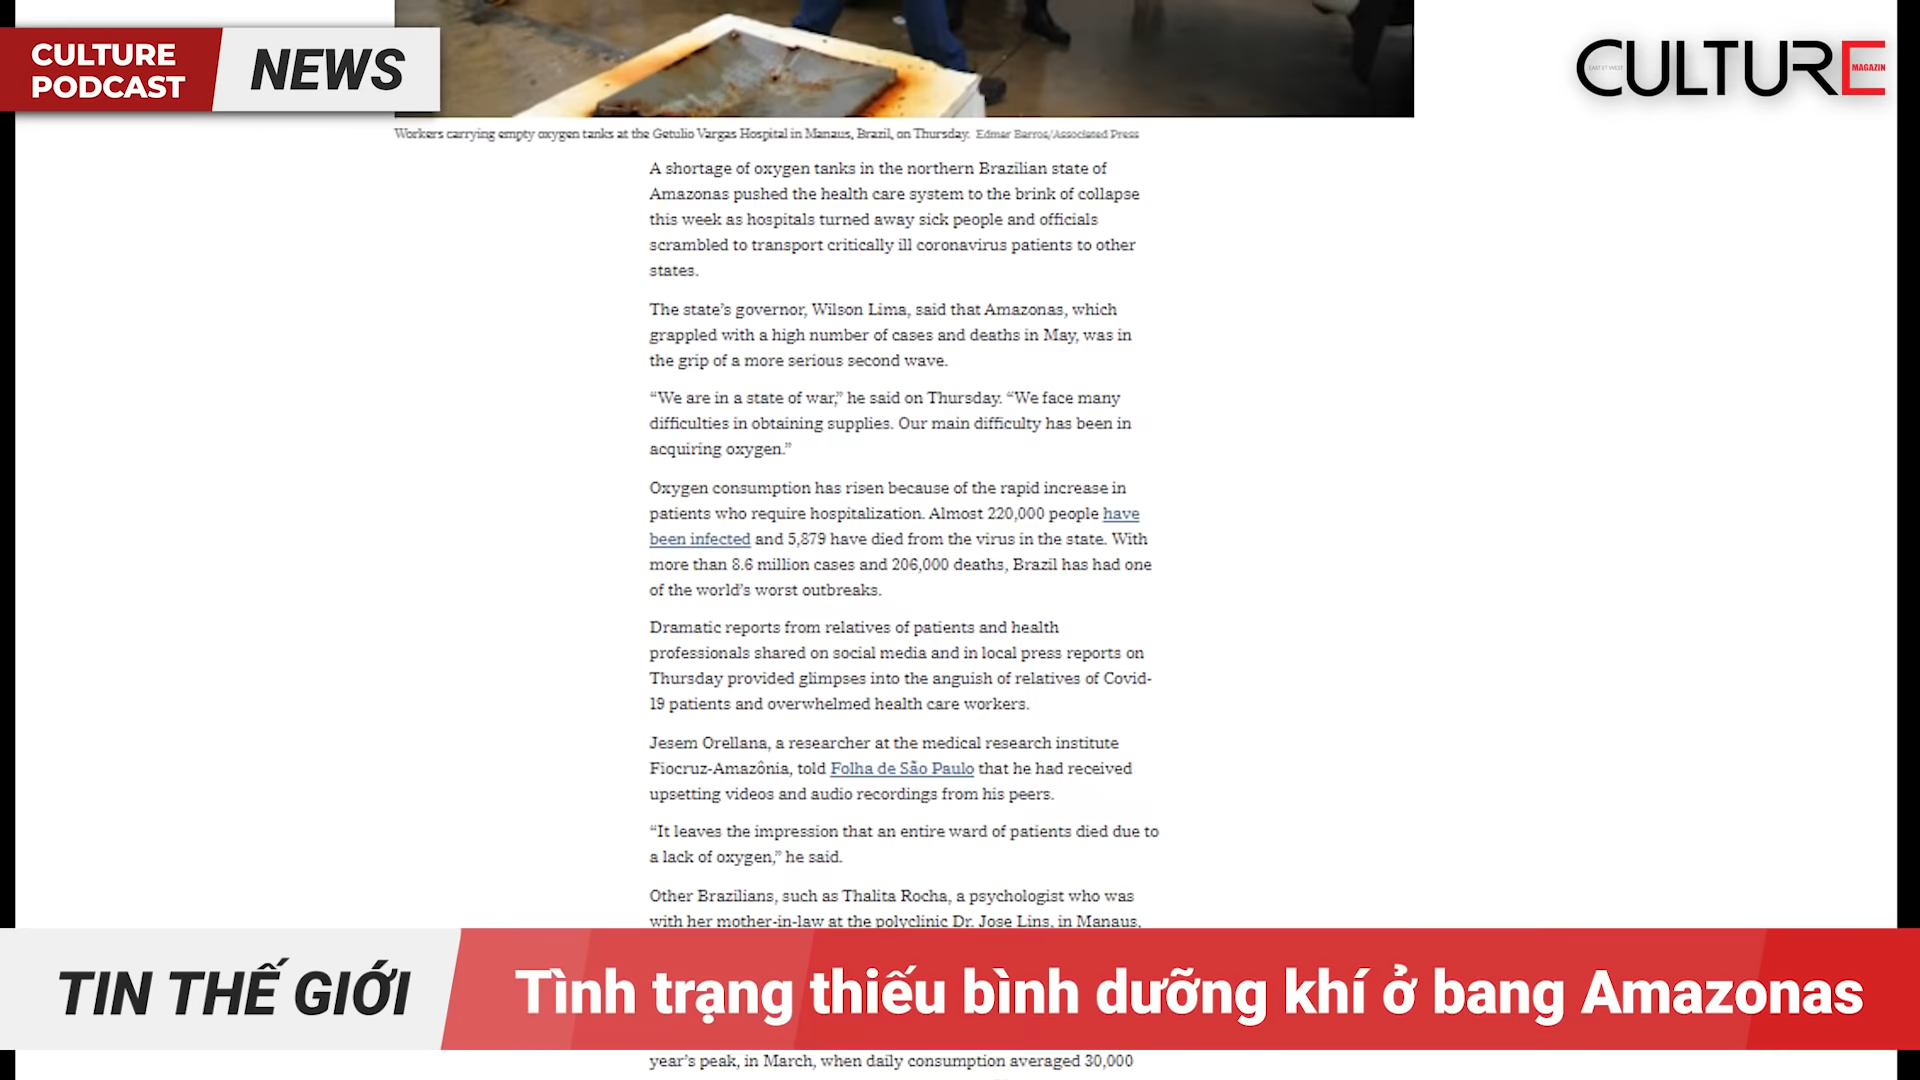 CULTURE
PODCAST
NEWS
CULTURE
EAST ET WEST
MAGAZIN
Workers carrying empty oxygen tanks at the Getulio Vargas Hospital in Manaus, Brazil, on Thursday. Edmar Barros/Associated Press
A shortage of oxygen tanks in the northern Brazilian state of
Amazonas pushed the health care system to the brink of collapse
this week as hospitals turned away sick people and officials
scrambled to transport critically ill coronavirus patients to other
states.
The state’s governor, Wilson Lima, said that Amazonas, which
grappled with a high number of cases and deaths in May, was in
the grip of a more serious second wave.
“We are in a state of war,” he said on Thursday. “We face many
difficulties in obtaining supplies. Our main difficulty has been in
acquiring oxygen.”
Oxygen consumption has risen because of the rapid increase in
patients who require hospitalization. Almost 220,000 people have
been infected and 5,879 have died from the virus in the state. With
more than 8.6 million cases and 206,000 deaths, Brazil has had one
of the world’s worst outbreaks.
Dramatic reports from relatives of patients and health
professionals shared on social media and in local press reports on
Thursday provided glimpses into the anguish of relatives of Covid-
19 patients and overwhelmed health care workers.
Jesem Orellana, a researcher at the medical research institute
Fiocruz-Amazônia, told Folha de São Paulo that he had received
upsetting videos and audio recordings from his peers.
“It leaves the impression that an entire ward of patients died due to
a lack of oxygen,” he said.
Other Brazilians, such as Thalita Rocha, a psychologist who was
with her mother-in-law at the polyclinic Dr. Jose Lins, in Manaus,
TIN THẾ GIỚI
Tình trạng thiếu bình dưỡng khí ở bang Amazonas
year’s peak, in March, when daily consumption averaged 30,000